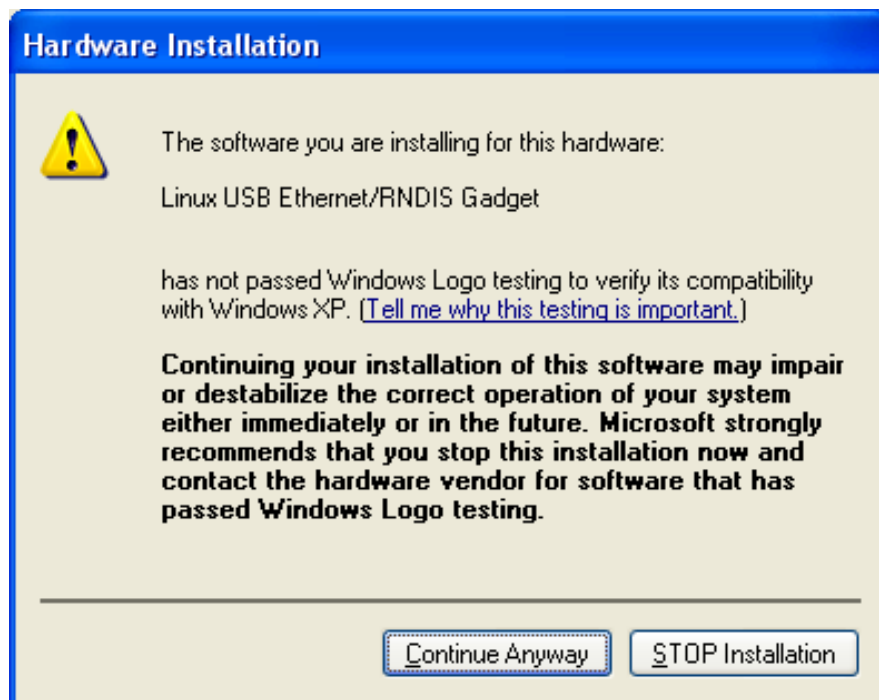 Hardware Installation
The software you are installing for this hardware:
Linux USB Ethernet/RNDIS Gadget
has not passed Windows Logo testing to verify its compatibility
with Windows XP. (Tell me why this testing is important.)
Continuing your installation of this software may impair
or destabilize the correct operation of your system
either immediately or in the future. Microsoft strongly
recommends that you stop this installation now and
contact the hardware vendor for software that has
passed Windows Logo testing.
Continue Anyway STOP Installation